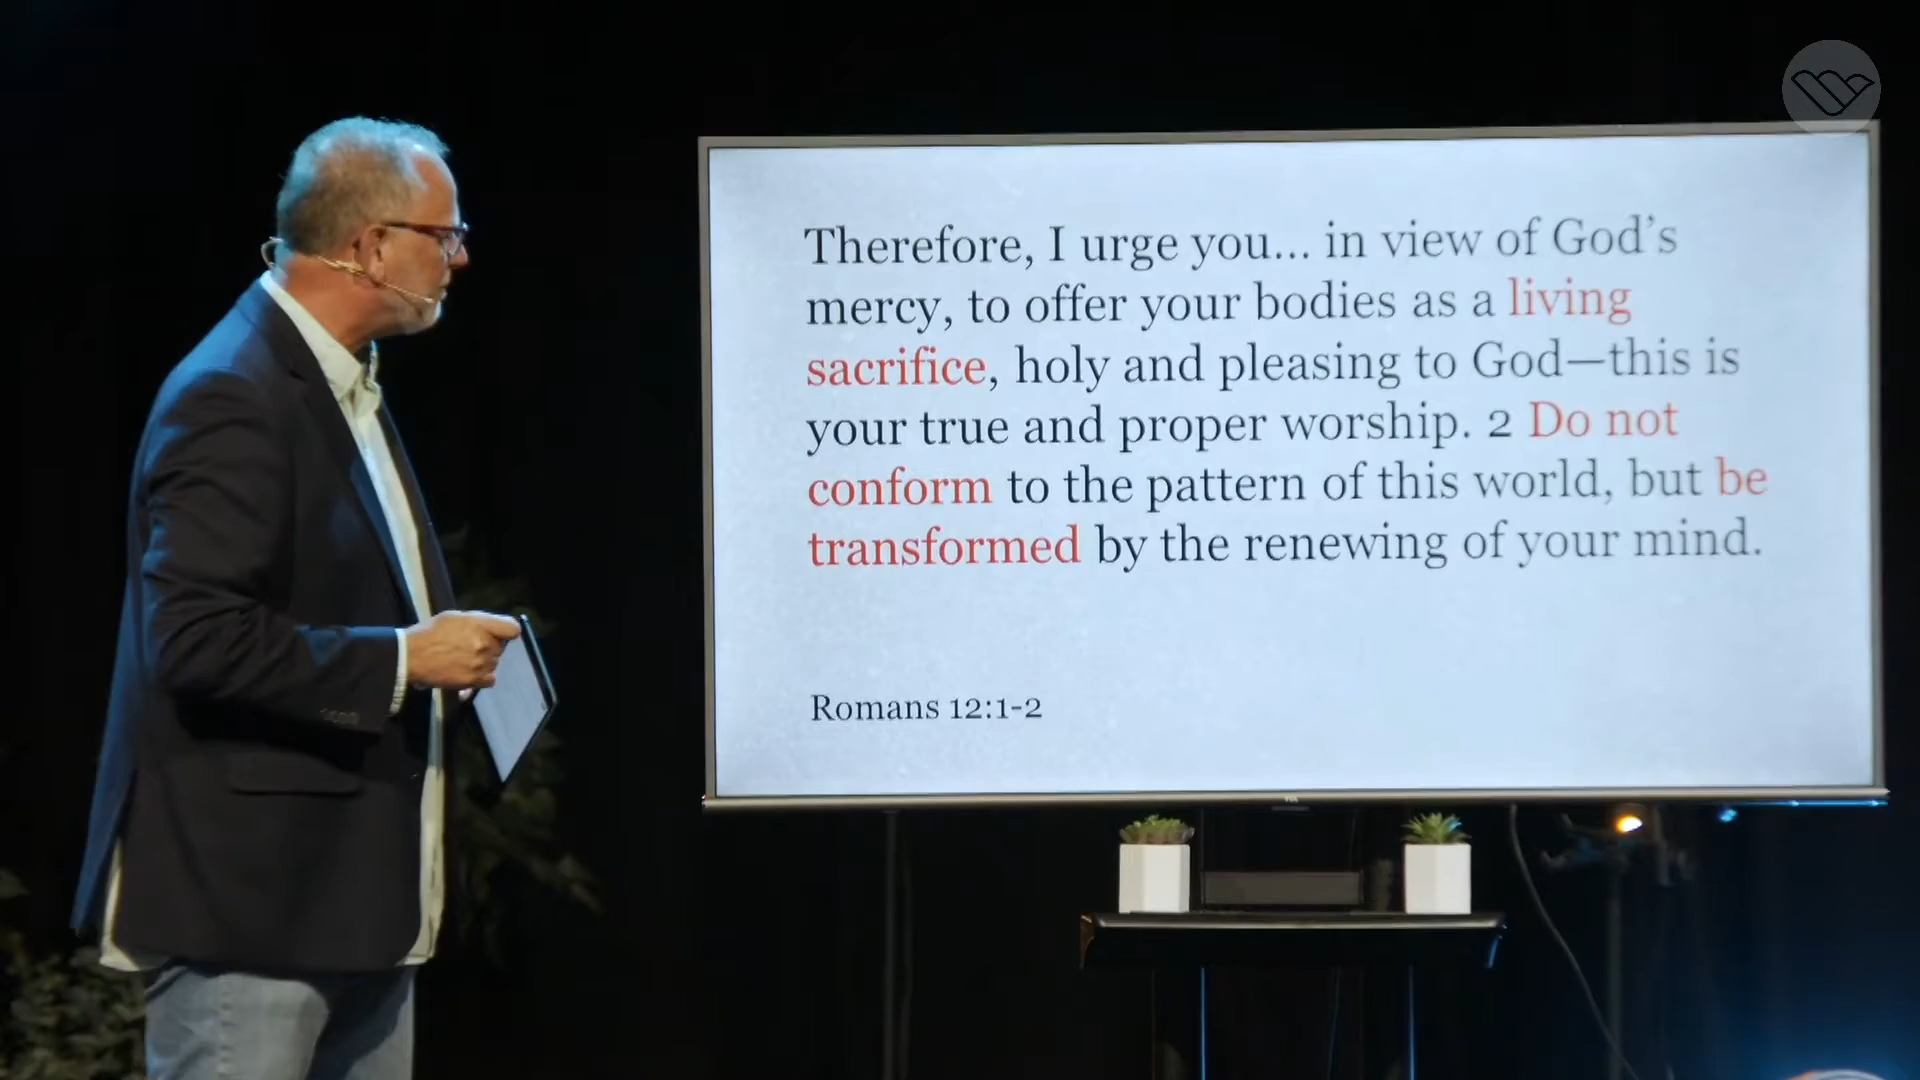 Therefore, I urge you... in view of God’s
mercy, to offer your bodies as a living
sacrifice, holy and pleasing to God—this is
your true and proper worship. 2 Do not
conform to the pattern of this world, but be
transformed by the renewing of your mind.
Romans 12:1-2